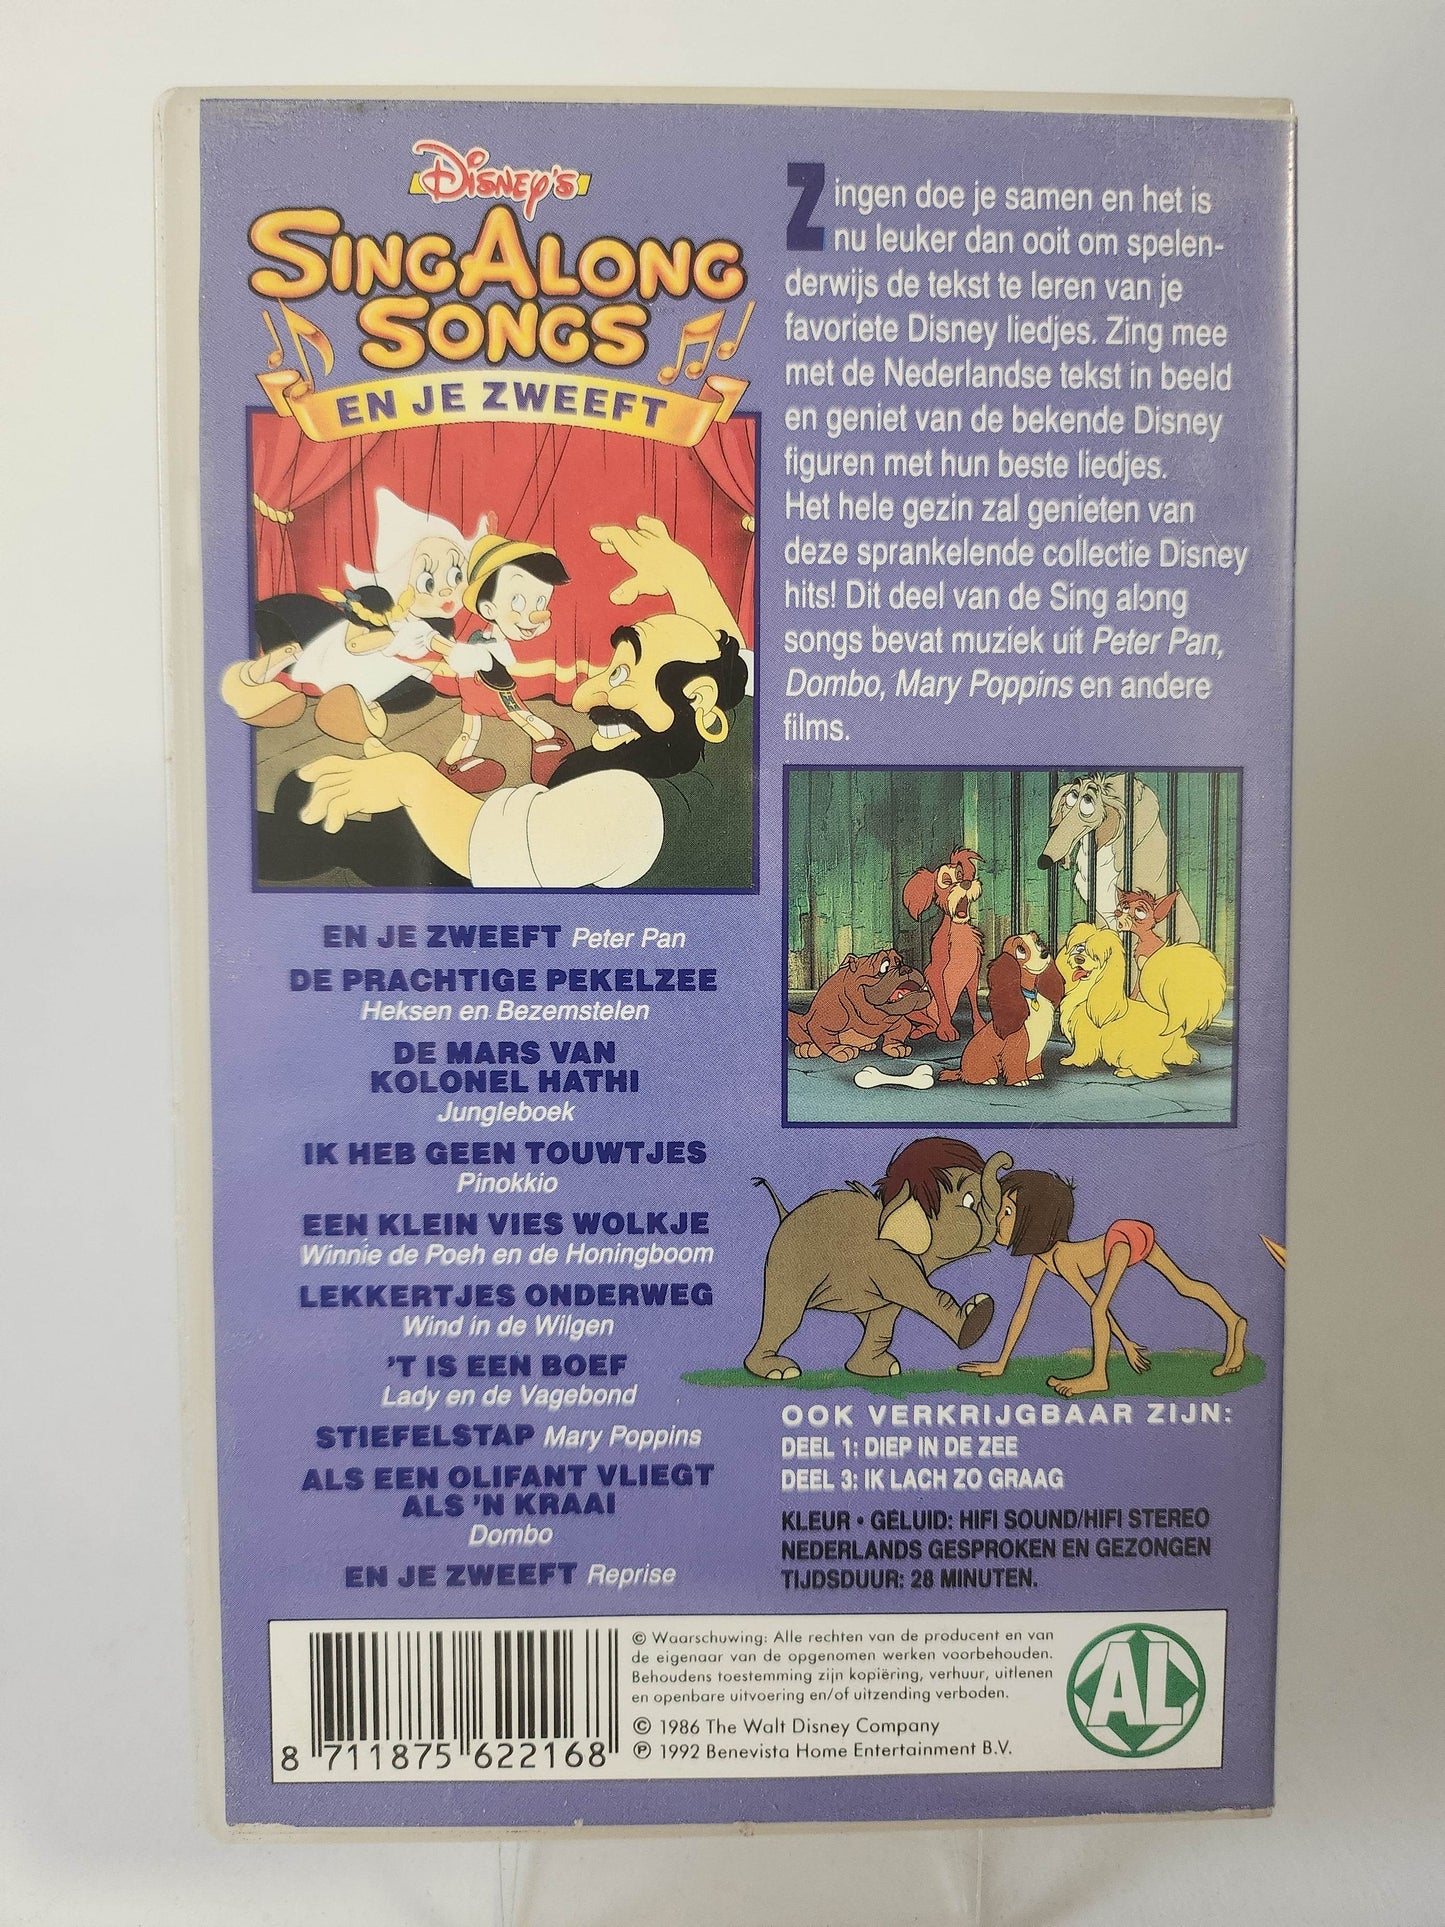 Disney's
SING ALONG
SONGS
EN JE ZWEEFT
EN JE ZWEEFT Peter Pan
DE PRACHTIGE PEKELZEE
Heksen en Bezemstelen
DE MARS VAN
KOLONEL HATHI
Jungleboek
IK HEB GEEN TOUWTJES
Pinokkio
EEN KLEIN VIES WOLKJE
Winnie de Poeh en de Honingboom
LEKKERTJES ONDERWEG
Wind in de Wilgen
'T IS EEN BOEF
Lady en de Vagebond
STIEFELSTAP Mary Poppins
ALS EEN OLIFANT VLIEGT
ALS 'N KRAAI
Dombo
EN JE ZWEEFT Reprise
Zingen doe je samen en het is
nu leuker dan ooit om spelen-
derwijs de tekst te leren van je
favoriete Disney liedjes. Zing mee
met de Nederlandse tekst in beeld
en geniet van de bekende Disney
figuren met hun beste liedjes.
Het hele gezin zal genieten van
deze sprankelende collectie Disney
hits! Dit deel van de Sing along
songs bevat muziek uit Peter Pan,
Dombo, Mary Poppins en andere
films.
OOK VERKRIJGBAAR ZIJN:
DEEL 1: DIEP IN DE ZEE
DEEL 3: IK LACH ZO GRAAG
KLEUR • GELUID: HIFI SOUND/HIFI STEREO
NEDERLANDS GESPROKEN EN GEZONGEN
TIJDSDUUR: 28 MINUTEN.
8 711875 622168
© Waarschuwing: Alle rechten van de producent en van
de eigenaar van de opgenomen werken voorbehouden.
Behoudens toestemming zijn kopiëring, verhuur, uitlenen
en openbare uitvoering en/of uitzending verboden.
© 1986 The Walt Disney Company
℗ 1992 Benevista Home Entertainment B.V.
AL